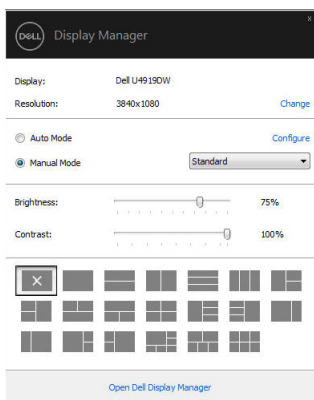 x
DELL Display Manager
Display: Dell U4919DW
Resolution: 3840x1080 Change
Auto Mode Configure
Manual Mode Standard
Brightness: 75%
Contrast: 100%
Open Dell Display Manager